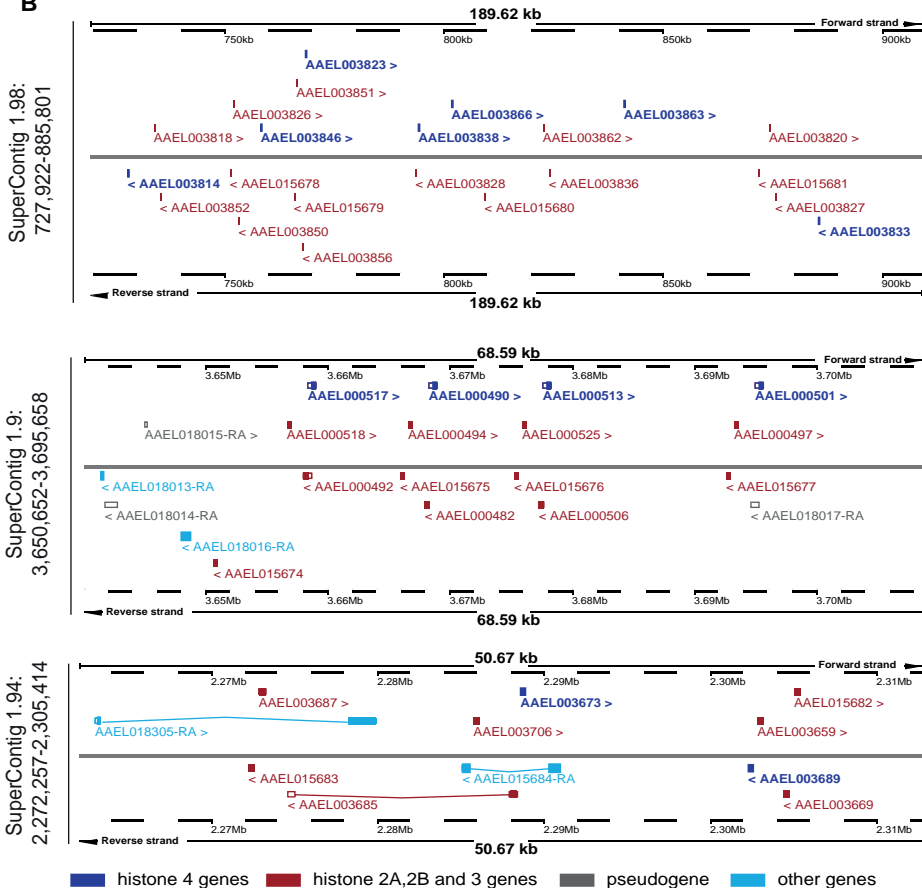 B
189.62 kb
Forward strand
750kb 800kb 850kb 900kb
AAEL003823 >
AAEL003851 >
AAEL003826 > AAEL003866 > AAEL003863 >
AAEL003818 > AAEL003846 > AAEL003838 > AAEL003862 > AAEL003820 >
< AAEL003814 < AAEL015678 < AAEL003828 < AAEL003836 < AAEL015681
< AAEL003852 < AAEL015679 < AAEL015680 < AAEL003827
< AAEL003850 < AAEL003833
< AAEL003856
750kb 800kb 850kb 900kb
Reverse strand
189.62 kb
SuperContig 1.98:
727,922-885,801
68.59 kb
Forward strand
3.65Mb 3.66Mb 3.67Mb 3.68Mb 3.69Mb 3.70Mb
AAEL000517 > AAEL000490 > AAEL000513 > AAEL000501 >
AAEL018015-RA > AAEL000518 > AAEL000494 > AAEL000525 > AAEL000497 >
< AAEL018013-RA < AAEL000492 < AAEL015675 < AAEL015676 < AAEL015677
< AAEL018014-RA < AAEL000482 < AAEL000506 < AAEL018017-RA
< AAEL018016-RA
< AAEL015674
3.65Mb 3.66Mb 3.67Mb 3.68Mb 3.69Mb 3.70Mb
Reverse strand
68.59 kb
SuperContig 1.9:
3,650,652-3,695,658
50.67 kb
Forward strand
2.27Mb 2.28Mb 2.29Mb 2.30Mb 2.31Mb
AAEL003687 > AAEL003673 > AAEL015682 >
AAEL018305-RA > AAEL003706 > AAEL003659 >
< AAEL015683 < AAEL015684-RA < AAEL003689
< AAEL003685 < AAEL003669
2.27Mb 2.28Mb 2.29Mb 2.30Mb 2.31Mb
Reverse strand
50.67 kb
SuperContig 1.94:
2,272,257-2,305,414
histone 4 genes histone 2A,2B and 3 genes pseudogene other genes